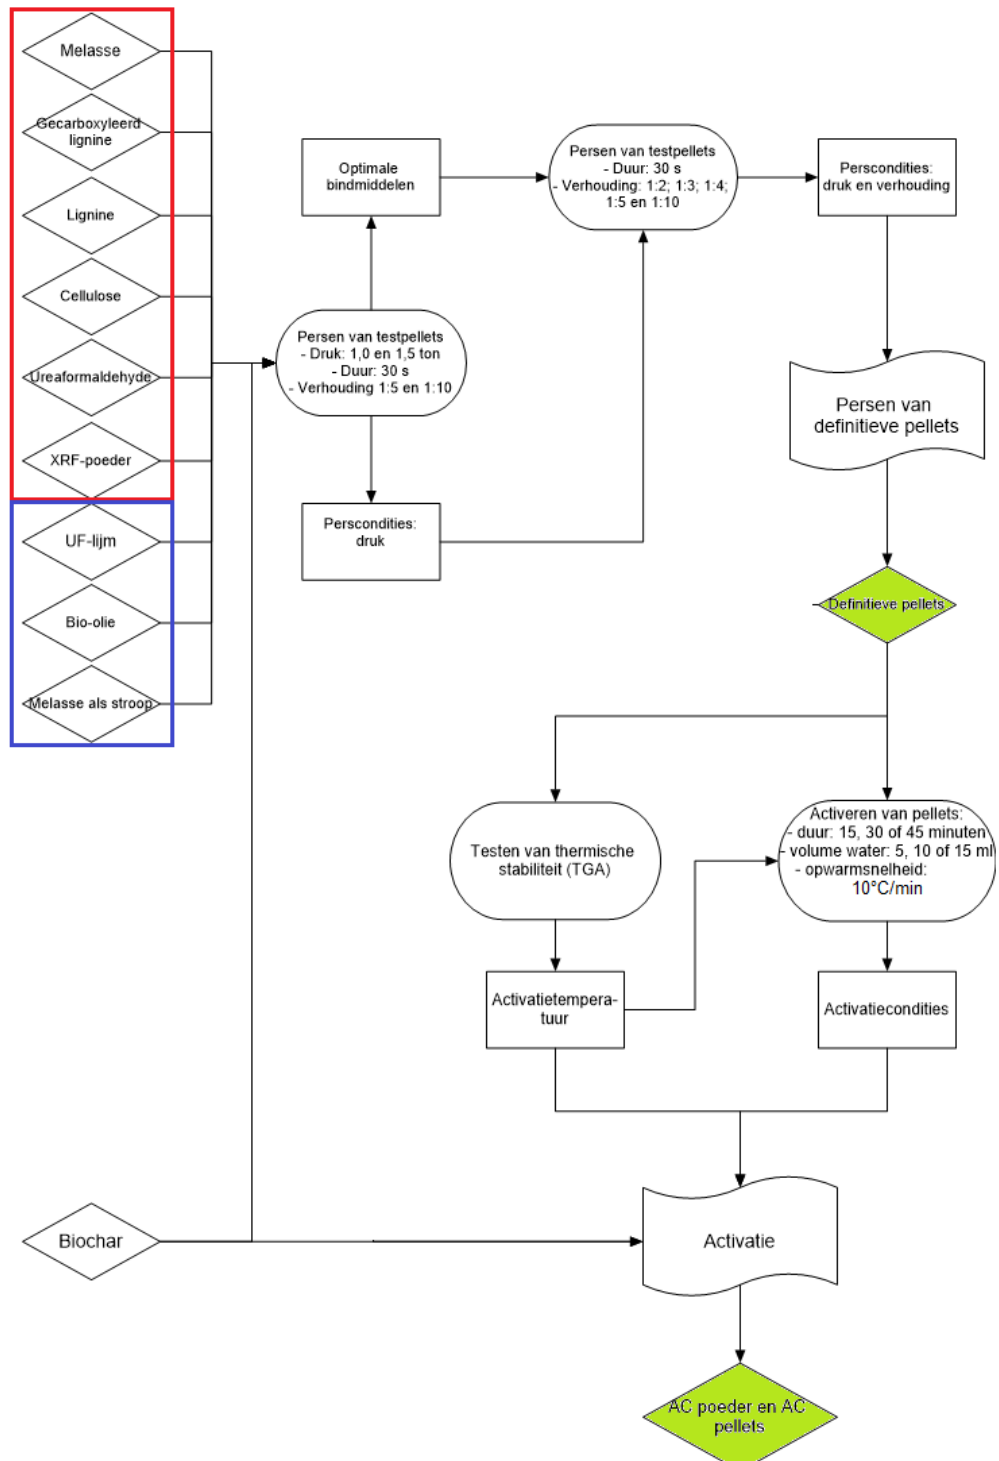 Melasse
Gecarboxyleerd
lignine
Lignine
Cellulose
Ureaformaldehyde
XRF-poeder
UF-lijm
Bio-olie
Melasse als stroop
Optimale
bindmiddelen
Persen van testpellets
- Druk: 1,0 en 1,5 ton
- Duur: 30 s
- Verhouding 1:5 en 1:10
Perscondities:
druk
Persen van testpellets
- Duur: 30 s
- Verhouding: 1:2; 1:3; 1:4;
1:5 en 1:10
Perscondities:
druk en verhouding
Persen van
definitieve pellets
Definitieve pellets
Testen van thermische
stabiliteit (TGA)
Activeren van pellets:
- duur: 15, 30 of 45 minuten
- volume water: 5, 10 of 15 ml
- opwarmsnelheid:
10°C/min
Activatietempera-
tuur
Activatiecondities
Biochar
Activatie
AC poeder en AC
pellets